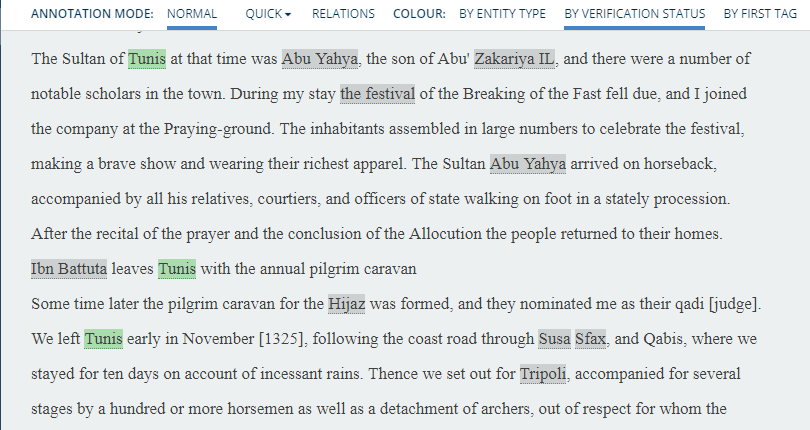 ANNOTATION MODE: NORMAL QUICK RELATIONS COLOUR: BY ENTITY TYPE BY VERIFICATION STATUS BY FIRST TAG
The Sultan of Tunis at that time was Abu Yahya, the son of Abu' Zakariya IL, and there were a number of
notable scholars in the town. During my stay the festival of the Breaking of the Fast fell due, and I joined
the company at the Praying-ground. The inhabitants assembled in large numbers to celebrate the festival,
making a brave show and wearing their richest apparel. The Sultan Abu Yahya arrived on horseback,
accompanied by all his relatives, courtiers, and officers of state walking on foot in a stately procession.
After the recital of the prayer and the conclusion of the Allocution the people returned to their homes.
Ibn Battuta leaves Tunis with the annual pilgrim caravan
Some time later the pilgrim caravan for the Hijaz was formed, and they nominated me as their qadi [judge].
We left Tunis early in November [1325], following the coast road through Susa Sfax, and Qabis, where we
stayed for ten days on account of incessant rains. Thence we set out for Tripoli, accompanied for several
stages by a hundred or more horsemen as well as a detachment of archers, out of respect for whom the